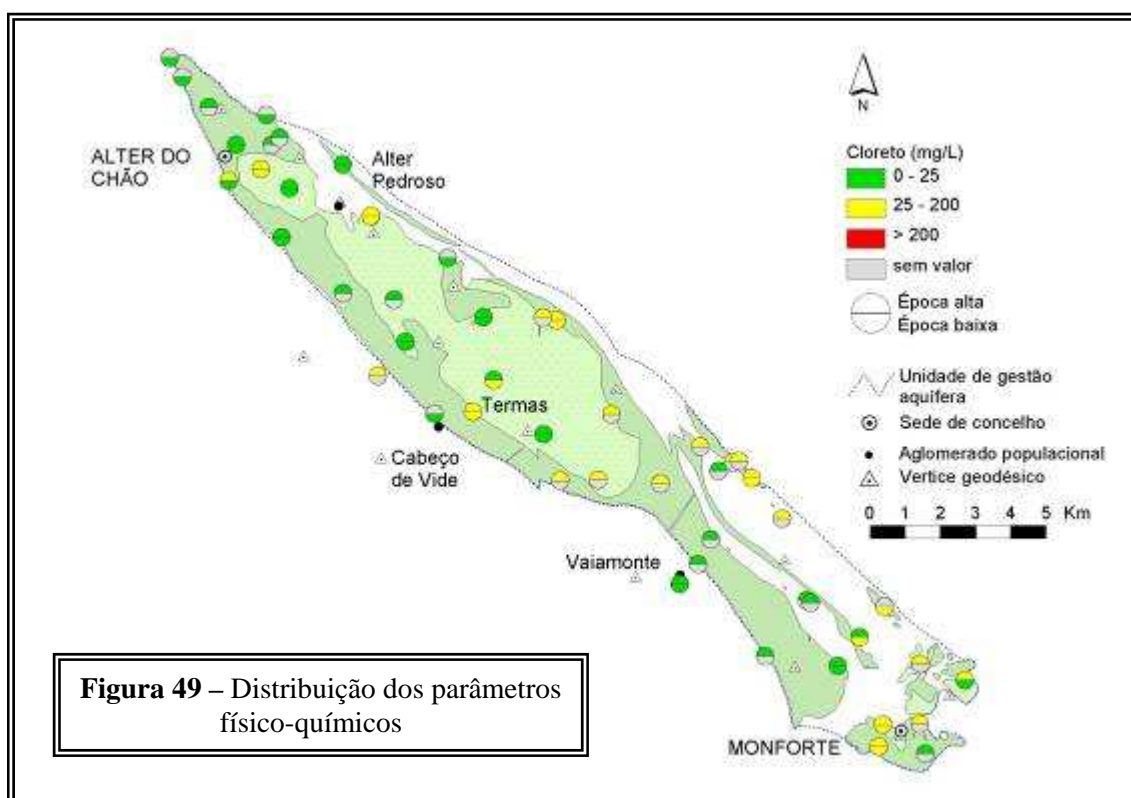 N
Cloreto (mg/L)
0 - 25
25 - 200
> 200
sem valor
Época alta
Época baixa
Unidade de gestão
aquífera
Sede de concelho
Aglomerado populacional
Vertice geodésico
0 1 2 3 4 5 Km
ALTER DO
CHÃO
Alter
Pedroso
Termas
Cabeço
de Vide
Vaiamonte
MONFORTE
Figura 49 – Distribuição dos parâmetros
físico-químicos